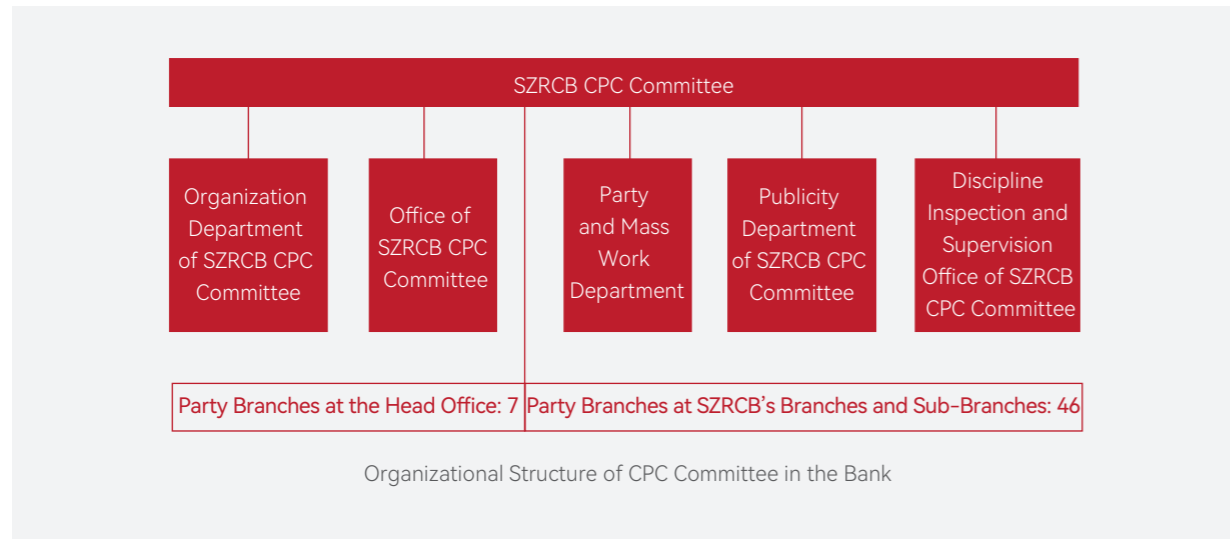 SZRCB CPC Committee
Organization
Department
of SZRCB CPC
Committee
Office of
SZRCB CPC
Committee
Party
and Mass
Work
Department
Publicity
Department
of SZRCB CPC
Committee
Discipline
Inspection and
Supervision
Office of SZRCB
CPC Committee
Party Branches at the Head Office: 7
Party Branches at SZRCB’s Branches and Sub-Branches: 46
Organizational Structure of CPC Committee in the Bank